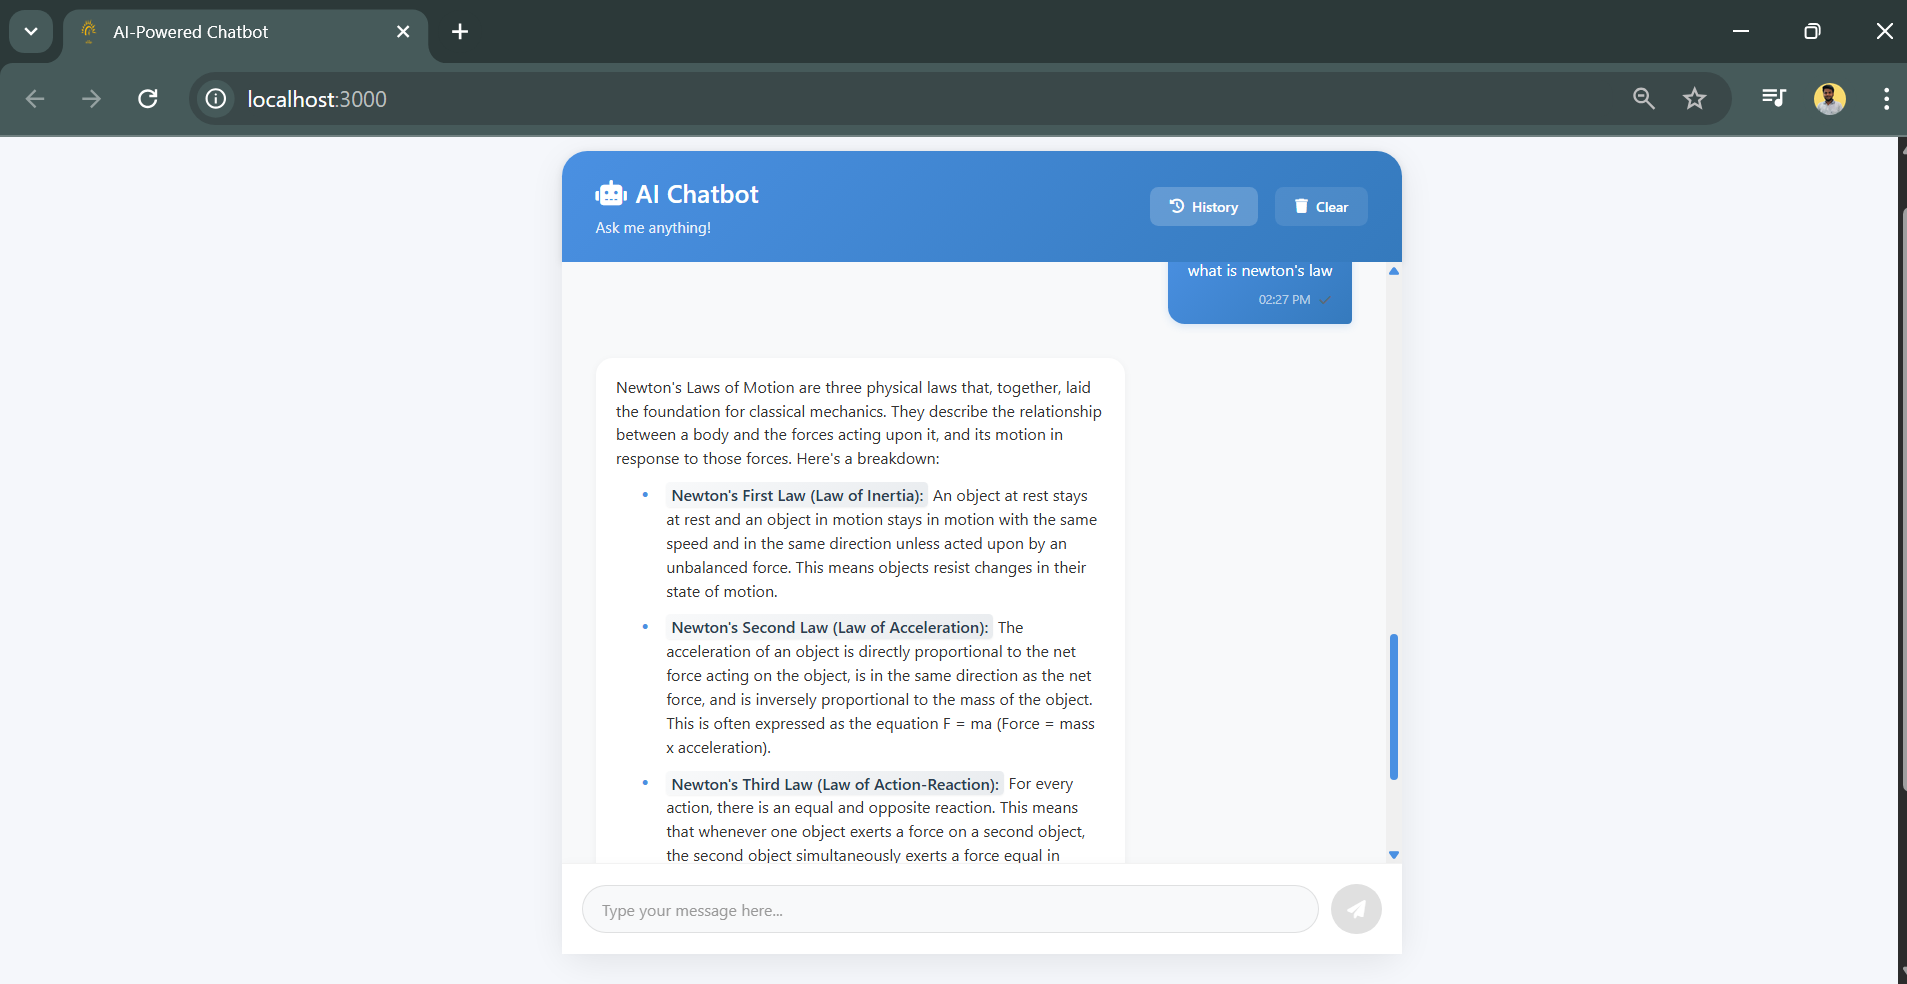 AI-Powered Chatbot
localhost:3000
AI Chatbot
Ask me anything!
History
Clear
what is newton's law
02:27 PM
Newton's Laws of Motion are three physical laws that, together, laid
the foundation for classical mechanics. They describe the relationship
between a body and the forces acting upon it, and its motion in
response to those forces. Here's a breakdown:
• Newton's First Law (Law of Inertia): An object at rest stays
at rest and an object in motion stays in motion with the same
speed and in the same direction unless acted upon by an
unbalanced force. This means objects resist changes in their
state of motion.
• Newton's Second Law (Law of Acceleration): The
acceleration of an object is directly proportional to the net
force acting on the object, is in the same direction as the net
force, and is inversely proportional to the mass of the object.
This is often expressed as the equation F = ma (Force = mass
x acceleration).
• Newton's Third Law (Law of Action-Reaction): For every
action, there is an equal and opposite reaction. This means
that whenever one object exerts a force on a second object,
the second object simultaneously exerts a force equal in
Type your message here...